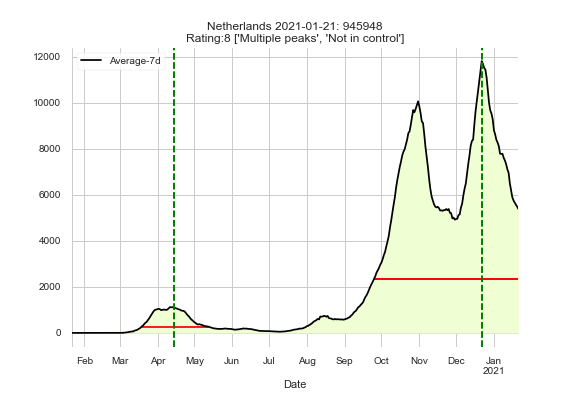 Netherlands 2021-01-21: 945948
Rating:8 ['Multiple peaks', 'Not in control']
Average-7d
12000
10000
8000
6000
4000
2000
0
Feb Mar Apr May Jun Jul Aug Sep Oct Nov Dec Jan
2021
Date